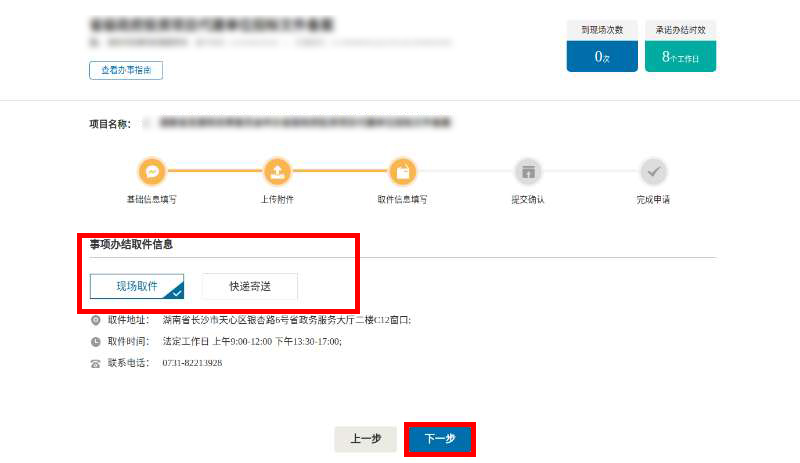 到现场次数
承诺办结时效
0次
8个工作日
查看办事指南
项目名称：
基础信息填写
上传附件
取件信息填写
提交确认
完成申请
事项办结取件信息
现场取件
快递寄送
取件地址： 湖南省长沙市天心区银杏路6号省政务服务大厅二楼C12窗口;
取件时间： 法定工作日 上午9:00-12:00 下午13:30-17:00;
联系电话： 0731-82213928
上一步
下一步